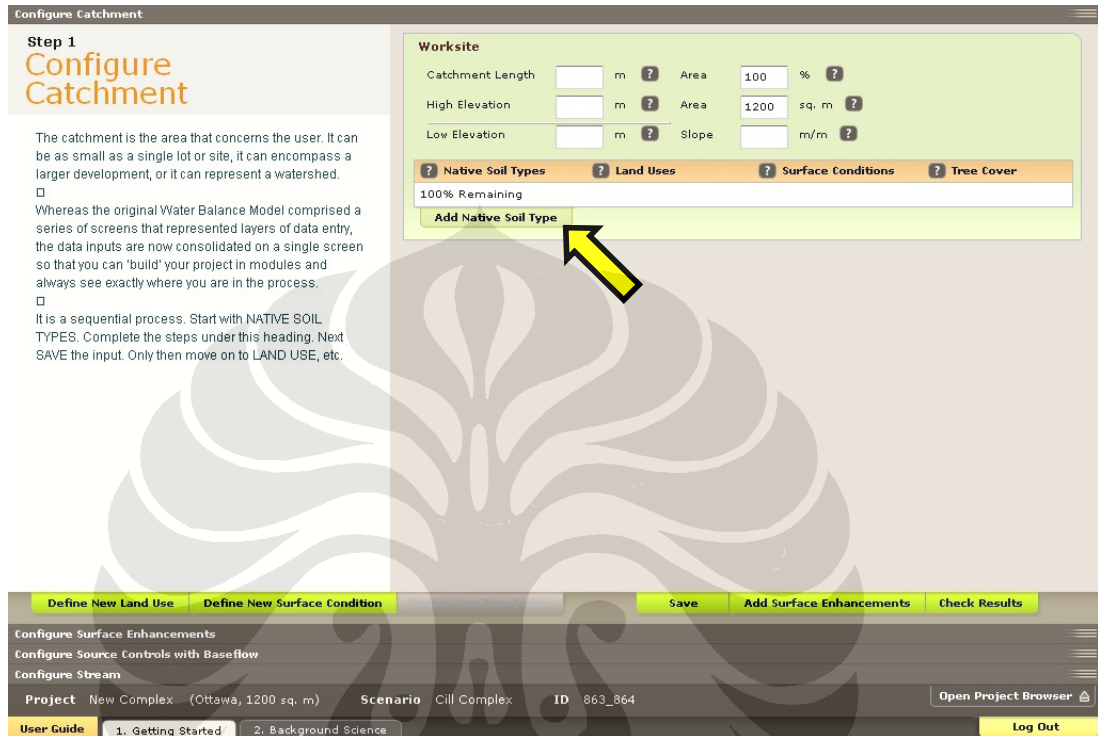 Configure Catchment
Step 1
Configure
Catchment
The catchment is the area that concerns the user. It can
be as small as a single lot or site, it can encompass a
larger development, or it can represent a watershed.
Whereas the original Water Balance Model comprised a
series of screens that represented layers of data entry,
the data inputs are now consolidated on a single screen
so that you can 'build' your project in modules and
always see exactly where you are in the process.
It is a sequential process. Start with NATIVE SOIL
TYPES. Complete the steps under this heading. Next
SAVE the input. Only then move on to LAND USE, etc.
Worksite
Catchment Length m ? Area 100 % ?
High Elevation m ? Area 1200 sq. m ?
Low Elevation m ? Slope m/m ?
? Native Soil Types ? Land Uses ? Surface Conditions ? Tree Cover
100% Remaining
Add Native Soil Type
Define New Land Use Define New Surface Condition Save Add Surface Enhancements Check Results
Configure Surface Enhancements
Configure Source Controls with Baseflow
Configure Stream
Project New Complex (Ottawa, 1200 sq. m) Scenario Cill Complex ID 863_864 Open Project Browser
User Guide 1. Getting Started 2. Background Science Log Out